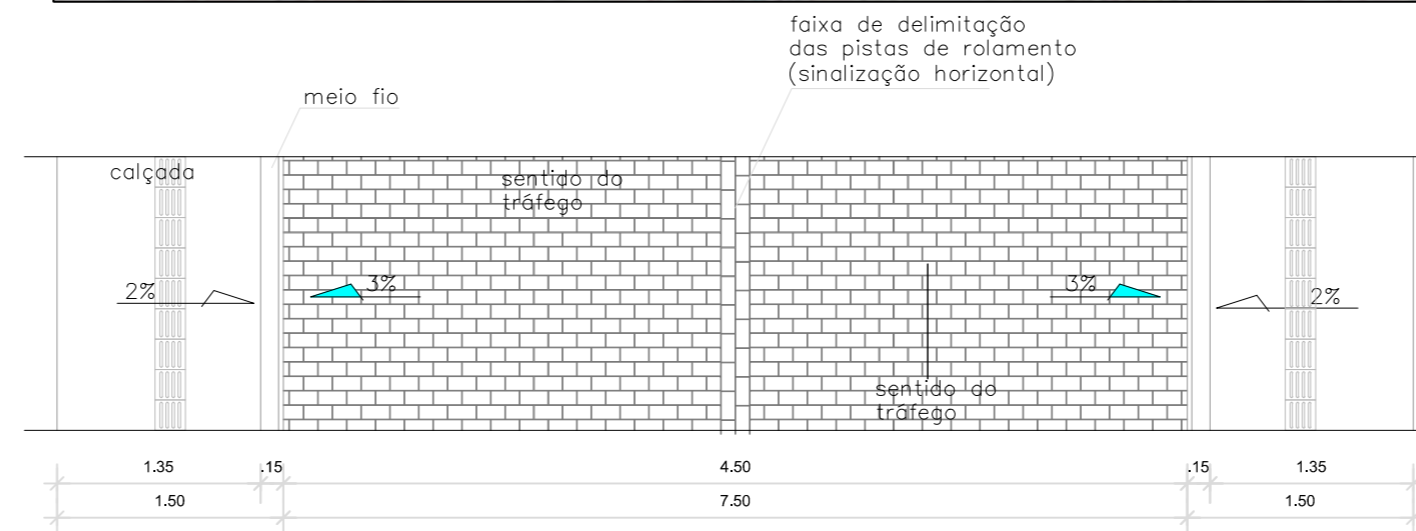 faixa de delimitação
das pistas de rolamento
(sinalização horizontal)
meio fio
calçada
sentido do
tráfego
2%
3%
3%
2%
sentido do
tráfego
1.35
.15
4.50
.15
1.35
1.50
7.50
1.50